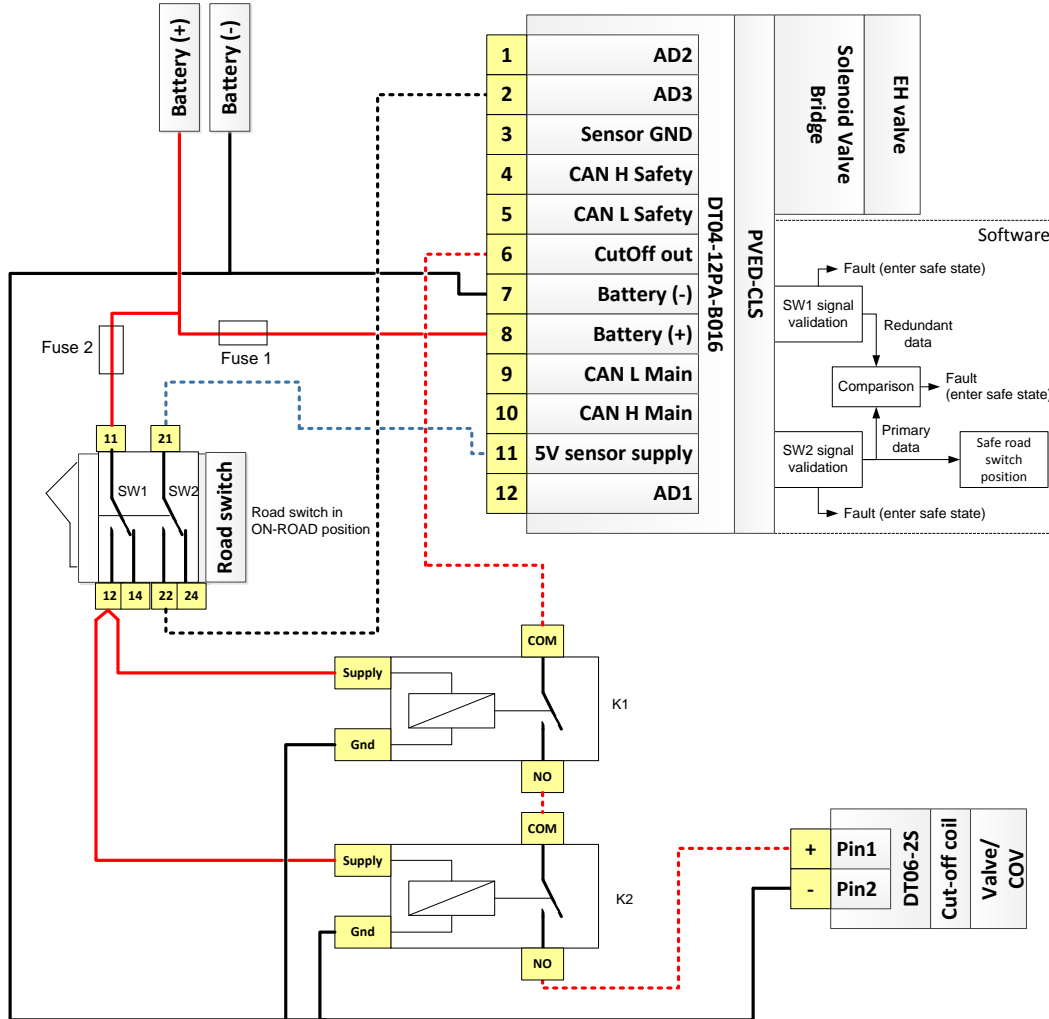 Battery (+)
Battery (-)
1
AD2
2
AD3
3
Sensor GND
4
CAN H Safety
5
CAN L Safety
6
CutOff out
7
Battery (-)
8
Battery (+)
9
CAN L Main
10
CAN H Main
11
5V sensor supply
12
AD1
DT04-12PA-B016
PVED-CLS
Solenoid Valve
Bridge
EH valve
Software
Fault (enter safe state)
SW1 signal
validation
Redundant
data
Comparison
Fault
(enter safe state)
Primary
data
SW2 signal
validation
Safe road
switch
position
Fault (enter safe state)
Fuse 2
Fuse 1
11
21
SW1
SW2
Road switch
Road switch in
ON-ROAD position
12
14
22
24
COM
Supply
K1
Gnd
NO
COM
Supply
K2
Gnd
NO
+
Pin1
-
Pin2
DT06-2S
Cut-off coil
Valve/
COV